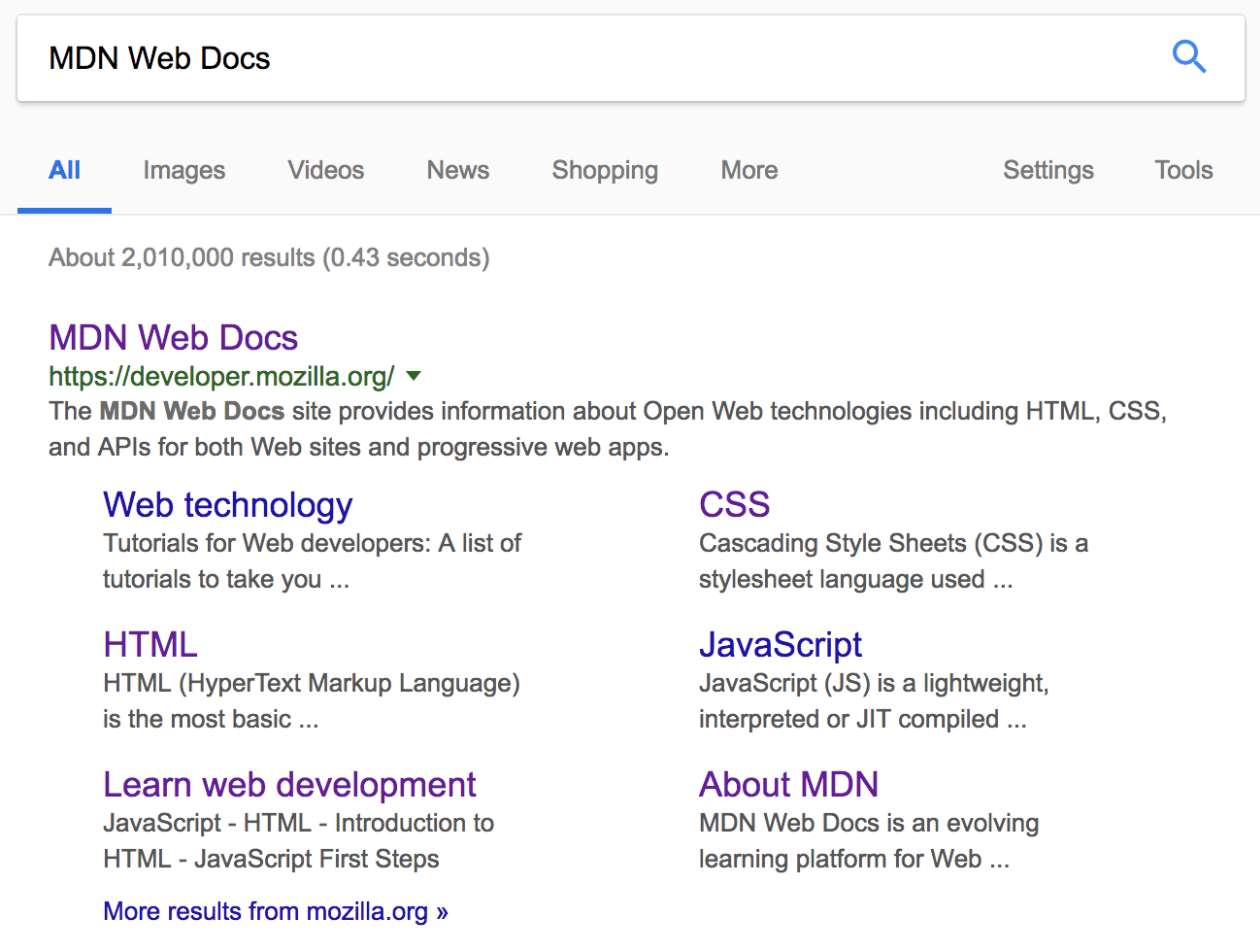 MDN Web Docs
All Images Videos News Shopping More Settings Tools
About 2,010,000 results (0.43 seconds)
MDN Web Docs
https://developer.mozilla.org/
The MDN Web Docs site provides information about Open Web technologies including HTML, CSS,
and APIs for both Web sites and progressive web apps.
Web technology
Tutorials for Web developers: A list of
tutorials to take you ...
CSS
Cascading Style Sheets (CSS) is a
stylesheet language used ...
HTML
HTML (HyperText Markup Language)
is the most basic ...
JavaScript
JavaScript (JS) is a lightweight,
interpreted or JIT compiled ...
Learn web development
JavaScript - HTML - Introduction to
HTML - JavaScript First Steps
About MDN
MDN Web Docs is an evolving
learning platform for Web ...
More results from mozilla.org »